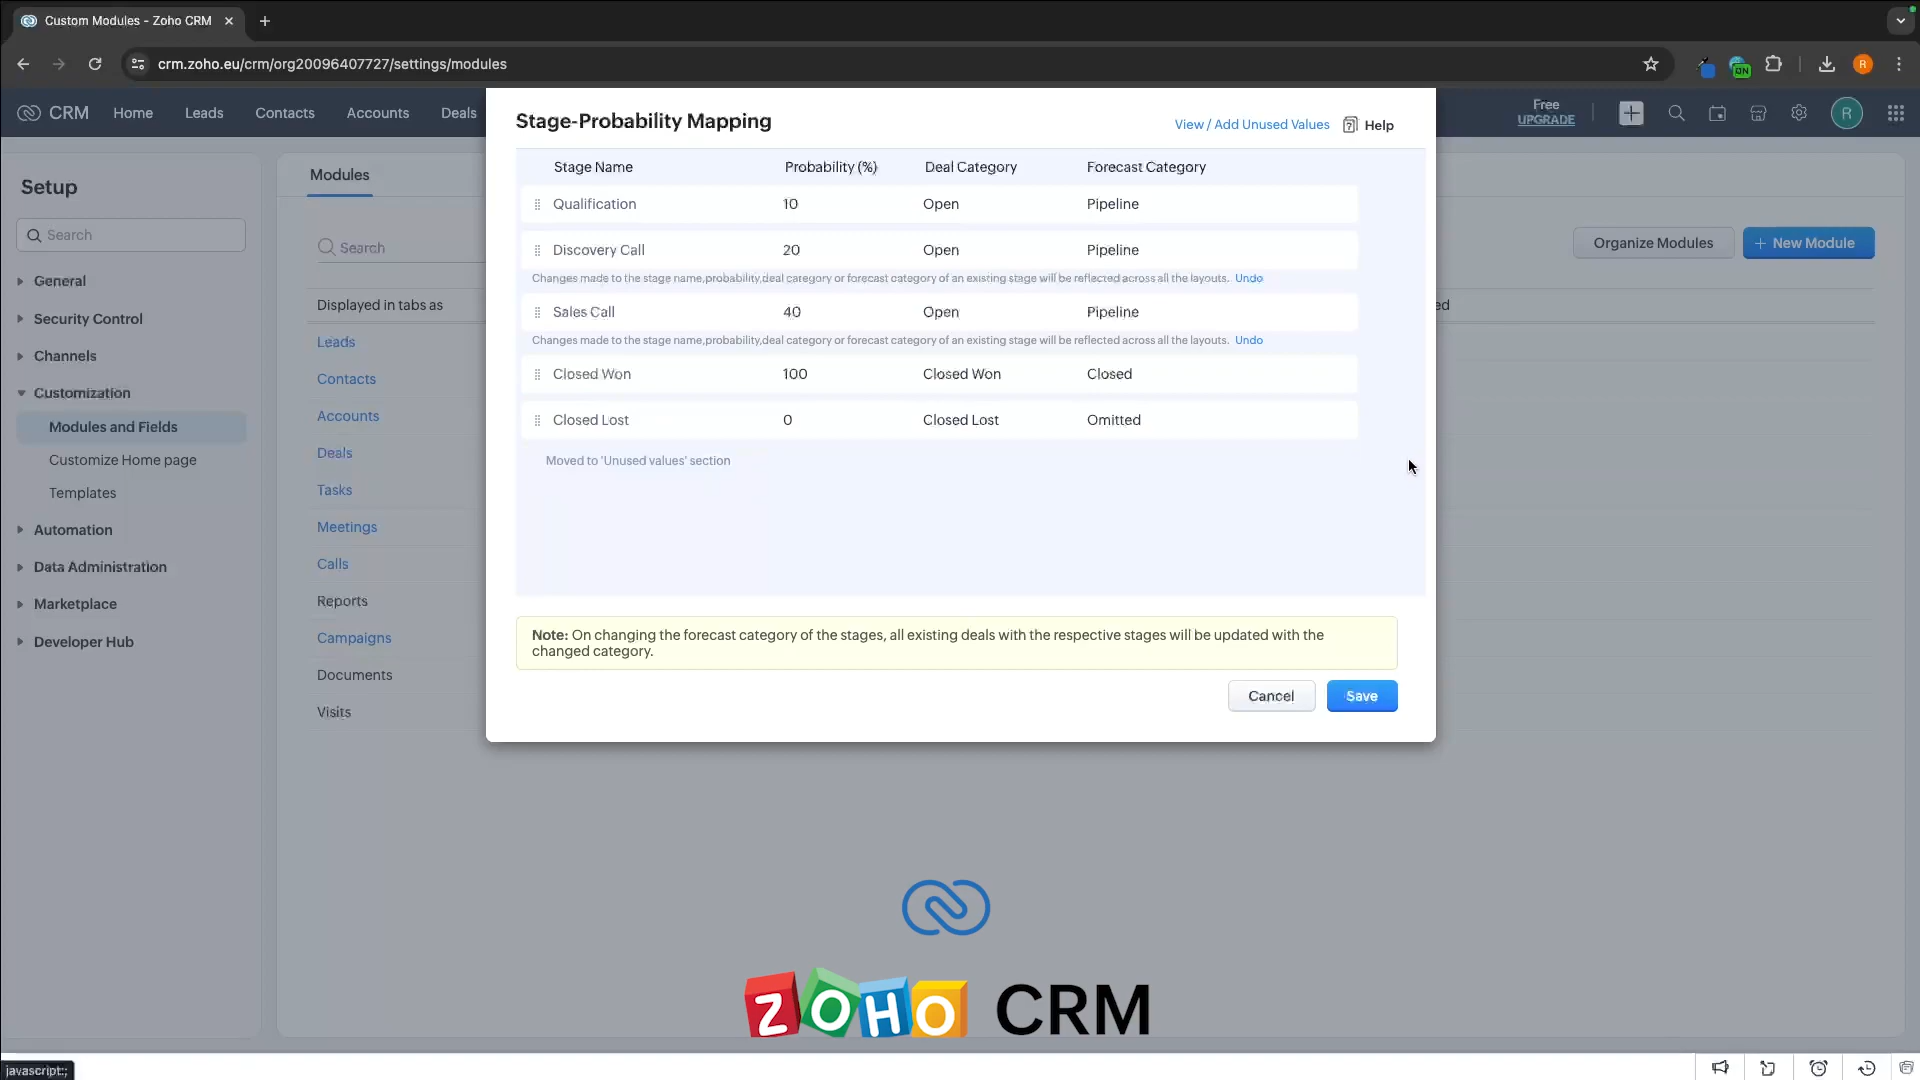 Custom Modules - Zoho CRM
crm.zoho.eu/crm/org20096407727/settings/modules
ON
R
CRM
Home
Leads
Contacts
Accounts
Deals
Free
UPGRADE
R
Stage-Probability Mapping
View / Add Unused Values
Help
Stage Name
Probability (%)
Deal Category
Forecast Category
Qualification
10
Open
Pipeline
Discovery Call
20
Open
Pipeline
Changes made to the stage name,probability,deal category or forecast category of an existing stage will be reflected across all the layouts. Undo
Sales Call
40
Open
Pipeline
Changes made to the stage name,probability,deal category or forecast category of an existing stage will be reflected across all the layouts. Undo
Closed Won
100
Closed Won
Closed
Closed Lost
0
Closed Lost
Omitted
Moved to 'Unused values' section
Note: On changing the forecast category of the stages, all existing deals with the respective stages will be updated with the
changed category.
Cancel
Save
Setup
Search
General
Security Control
Channels
Customization
Modules and Fields
Customize Home page
Templates
Automation
Data Administration
Marketplace
Developer Hub
Modules
Search
Organize Modules
+ New Module
Displayed in tabs as
ed
Leads
Contacts
Accounts
Deals
Tasks
Meetings
Calls
Reports
Campaigns
Documents
Visits
ZOHO CRM
javascript:;